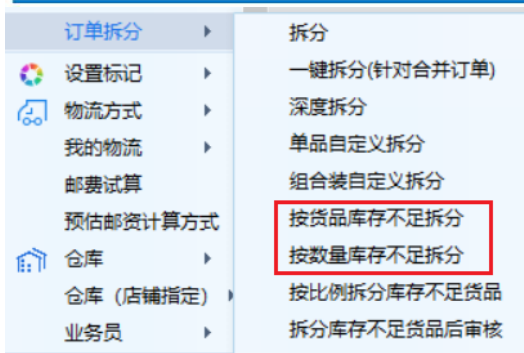 订单拆分
设置标记
物流方式
我的物流
邮费试算
预估邮资计算方式
仓库
仓库（店铺指定）
业务员
拆分
一键拆分(针对合并订单)
深度拆分
单品自定义拆分
组合装自定义拆分
按货品库存不足拆分
按数量库存不足拆分
按比例拆分库存不足货品
拆分库存不足货品后审核